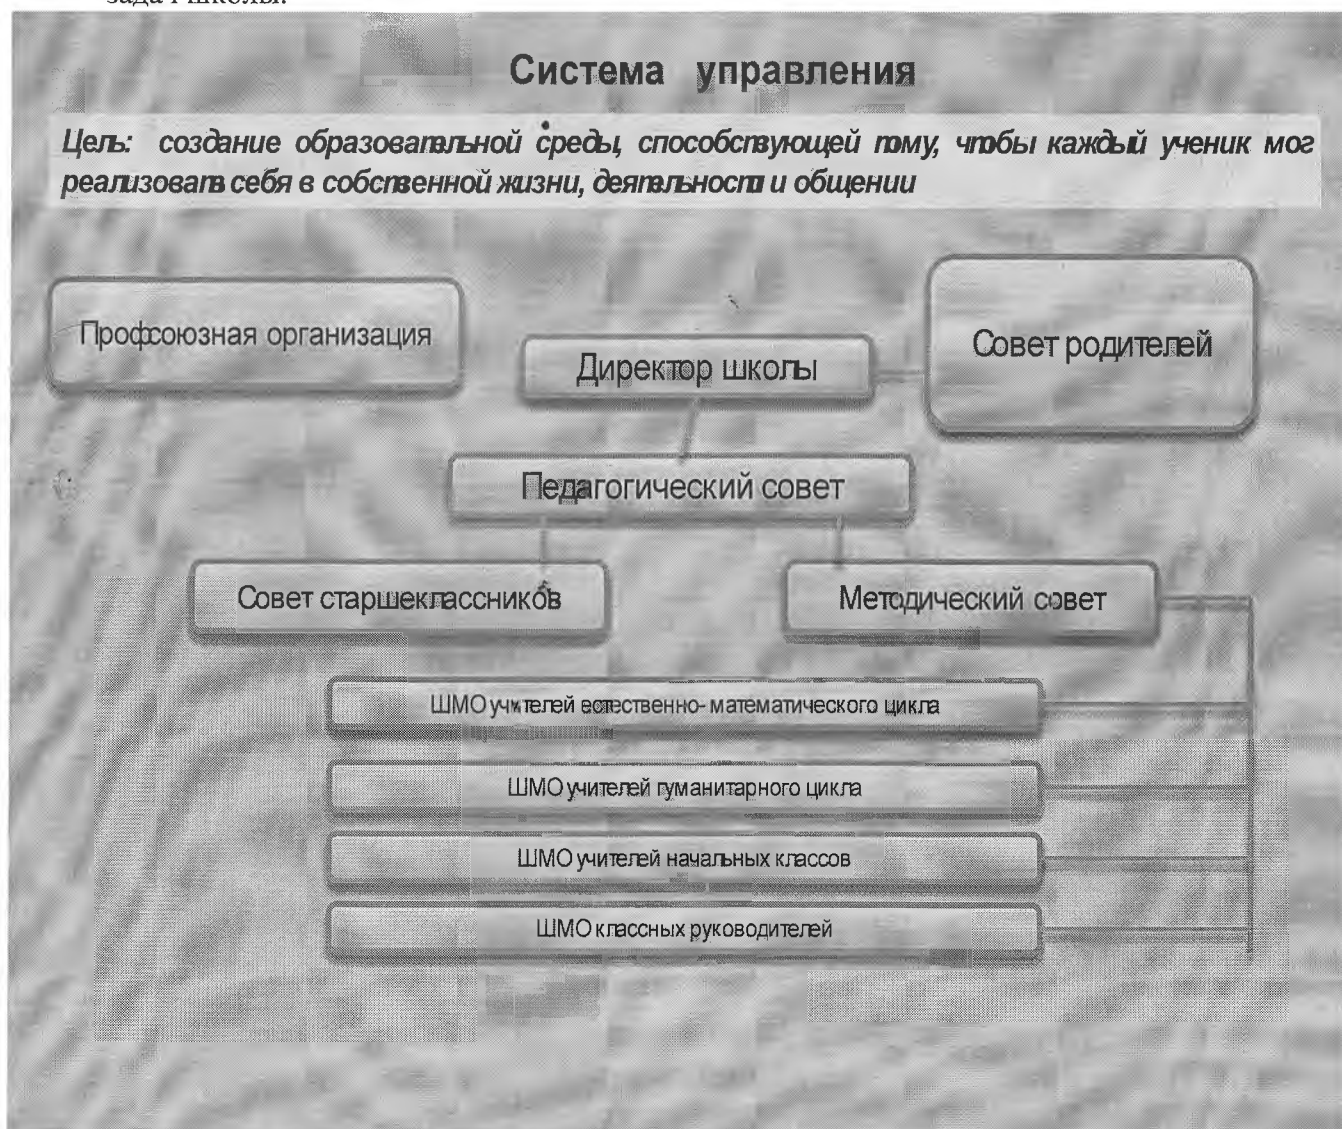 школы.
Система управления
Цель: создание образовательной среды, способствующей тому, чтобы каждый ученик мог
реализовать себя в собственной жизни, деятельности и общении
Профсоюзная организация
Директор школы
Совет родителей
Педагогический совет
Совет старшеклассников
Методический совет
ШМО учителей естественно- математического цикла
ШМО учителей гуманитарного цикла
ШМО учителей начальных классов
ШМО классных руководителей